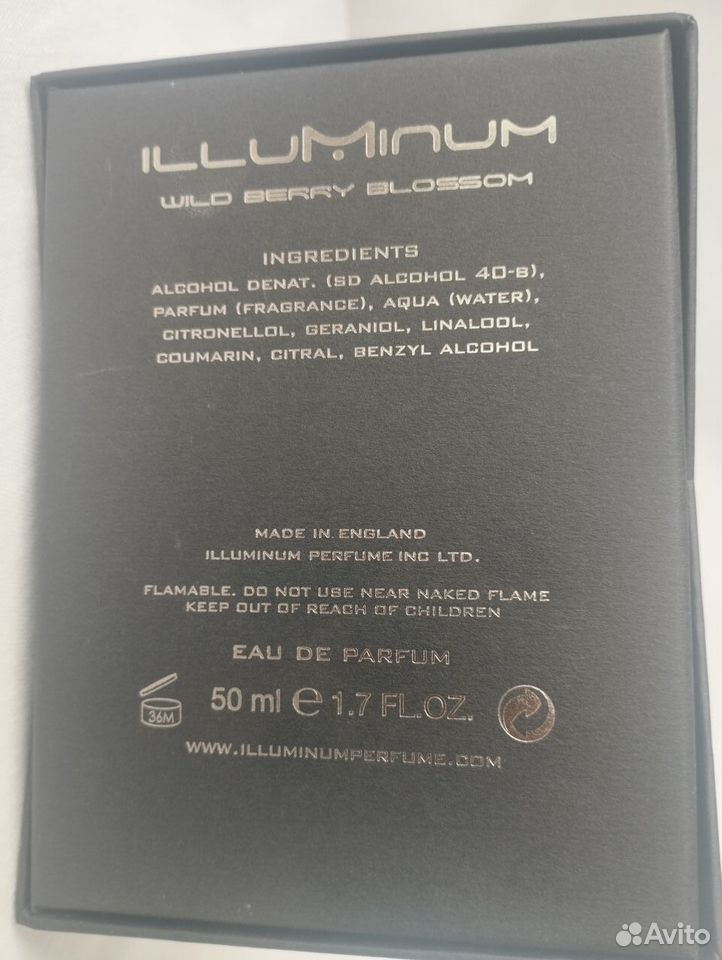 ILLUMINUM
WILD BERRY BLOSSOM
INGREDIENTS
ALCOHOL DENAT. (SD ALCOHOL 40-B),
PARFUM (FRAGRANCE), AQUA (WATER),
CITRONELLOL, GERANIOL, LINALOOL,
COUMARIN, CITRAL, BENZYL ALCOHOL
MADE IN ENGLAND
ILLUMINUM PERFUME INC LTD.
FLAMABLE. DO NOT USE NEAR NAKED FLAME
KEEP OUT OF REACH OF CHILDREN
EAU DE PARFUM
36M 50 ml ℮ 1.7 FL.OZ.
WWW.ILLUMINUMPERFUME.COM
Avito